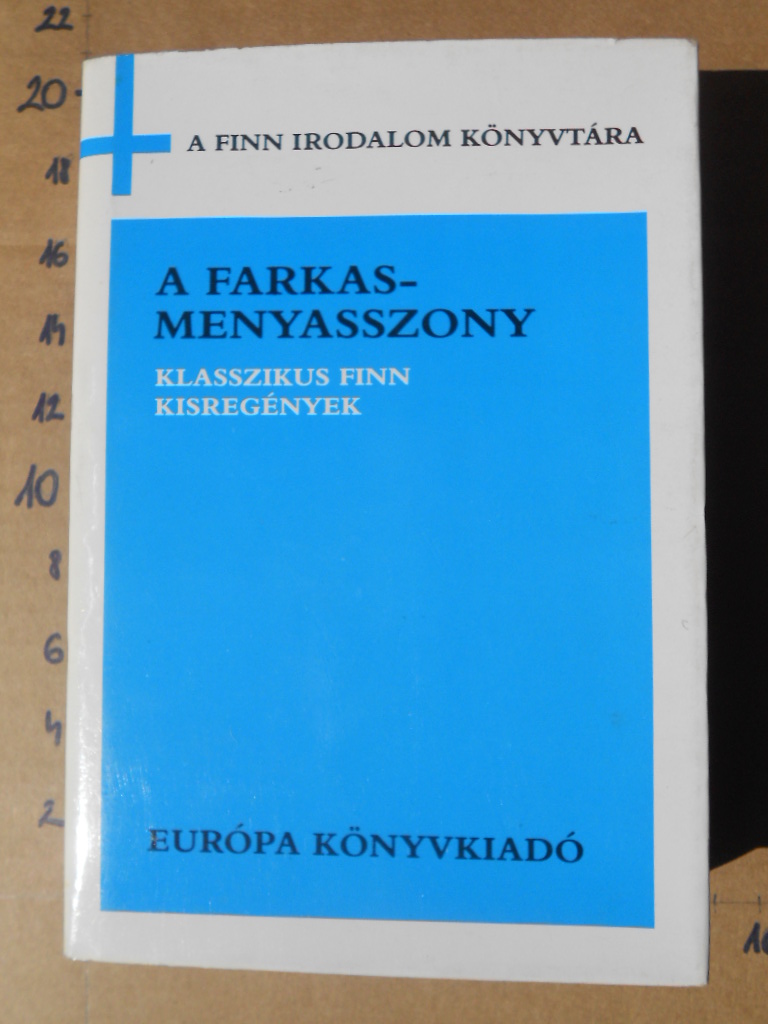 22
20
A FINN IRODALOM KÖNYVTÁRA
18
16
A FARKAS-
MENYASSZONY
14
KLASSZIKUS FINN
KISREGÉNYEK
12
10
8
6
4
2
EURÓPA KÖNYVKIADÓ